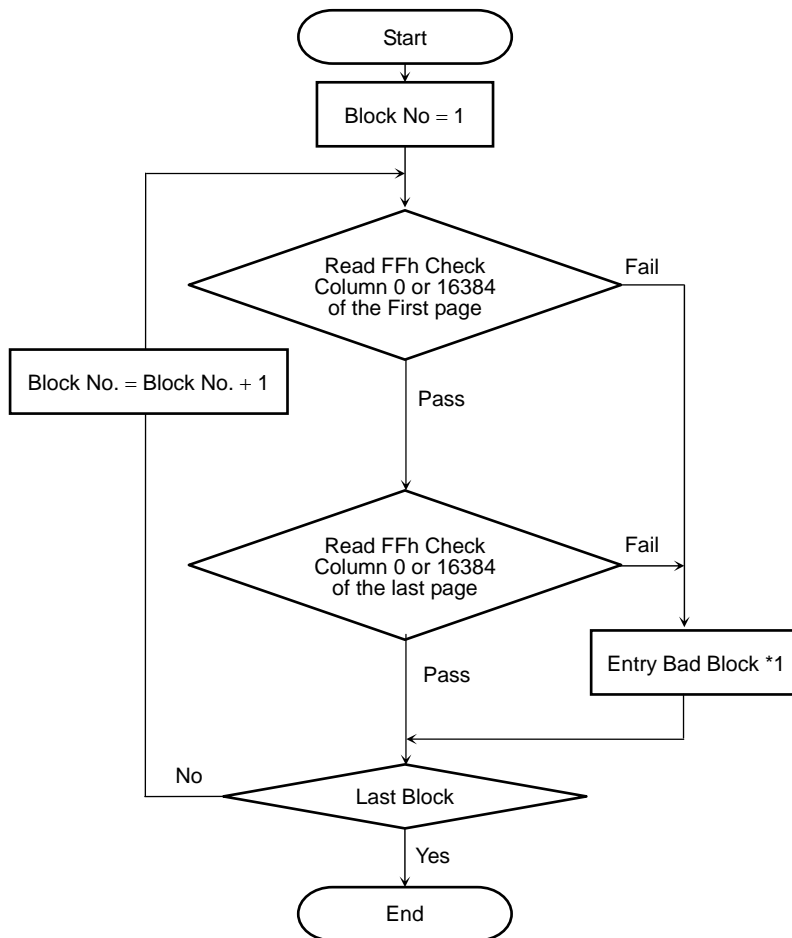 Start
Block No = 1
Read FFh Check
Column 0 or 16384
of the First page
Fail
Block No. = Block No. + 1
Pass
Read FFh Check
Column 0 or 16384
of the last page
Fail
Pass
Entry Bad Block *1
No
Last Block
Yes
End